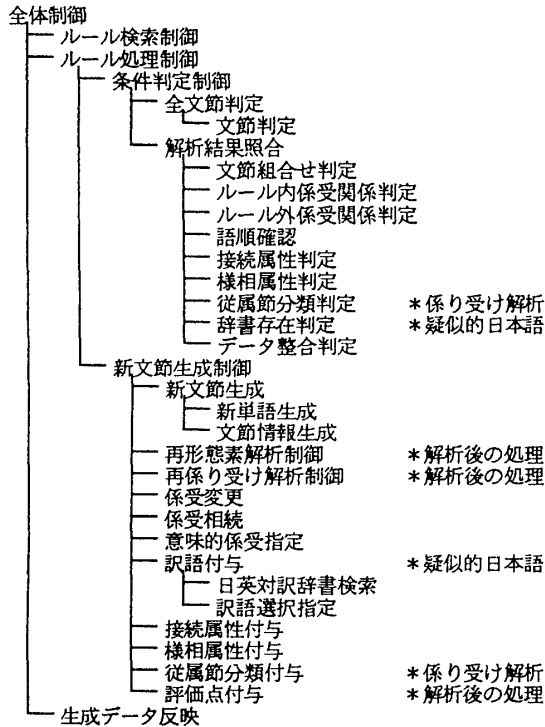 全体制御
ルール検索制御
ルール処理制御
条件判定制御
全文節判定
文節判定
解析結果照合
文節組合せ判定
ルール内係受関係判定
ルール外係受関係判定
語順確認
接続属性判定
様相属性判定
従属節分類判定 *係り受け解析
辞書存在判定 *疑似的日本語
データ整合判定
新文節生成制御
新文節生成
新単語生成
文節情報生成
再形態素解析制御 *解析後の処理
再係り受け解析制御 *解析後の処理
係受変更
係受相続
意味的係受指定
訳語付与 *疑似的日本語
日英対訳辞書検索
訳語選択指定
接続属性付与
様相属性付与
従属節分類付与 *係り受け解析
評価点付与 *解析後の処理
生成データ反映